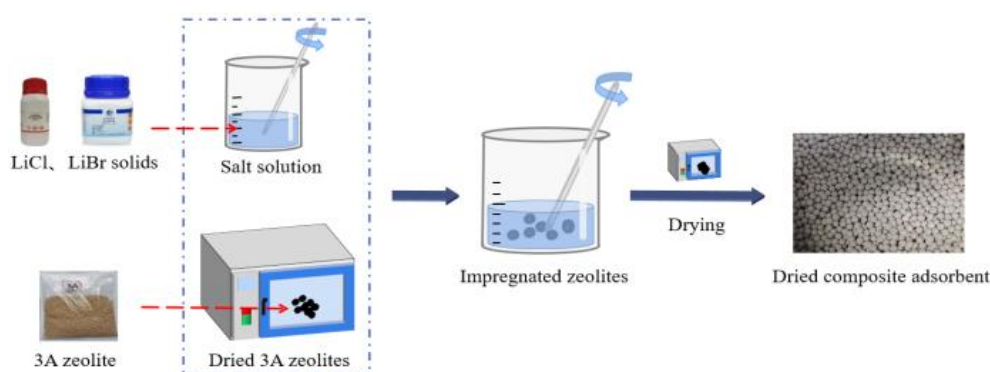 LiCl、 LiBr solids
Salt solution
3A zeolite
Dried 3A zeolites
Impregnated zeolites
Drying
Dried composite adsorbent